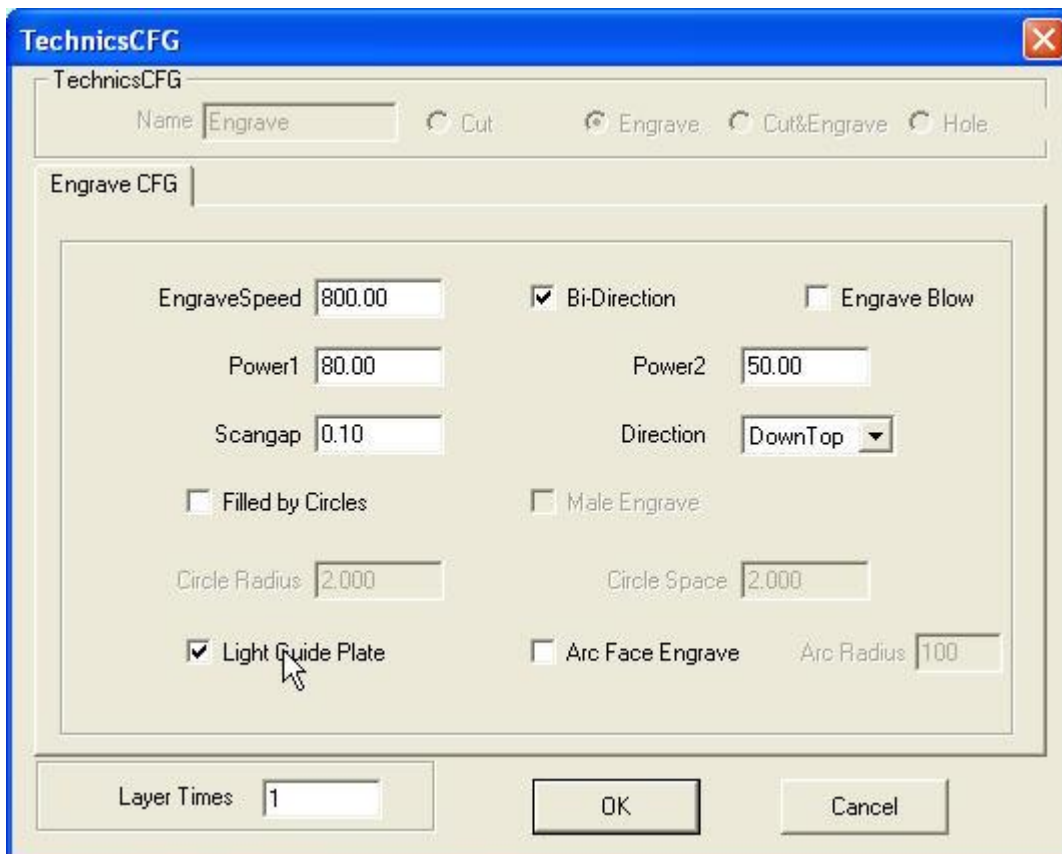 TechnicsCFG
TechnicsCFG
Name Engrave Cut Engrave Cut&Engrave Hole
Engrave CFG
EngraveSpeed 800.00 Bi-Direction Engrave Blow
Power1 80.00 Power2 50.00
Scangap 0.10 Direction DownTop
Filled by Circles Male Engrave
Circle Radius 2.000 Circle Space 2.000
Light Guide Plate Arc Face Engrave Arc Radius 100
Layer Times 1 OK Cancel